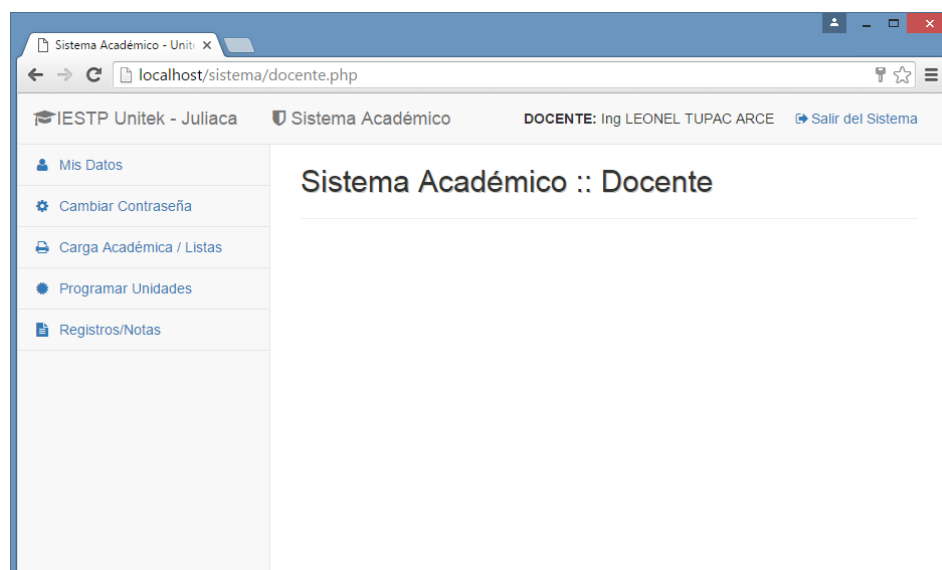 Sistema Académico - Unit
localhost/sistema/docente.php
IESTP Unitek - Juliaca
Sistema Académico
DOCENTE: Ing LEONEL TUPAC ARCE
Salir del Sistema
Mis Datos
Cambiar Contraseña
Carga Académica / Listas
Programar Unidades
Registros/Notas
Sistema Académico :: Docente